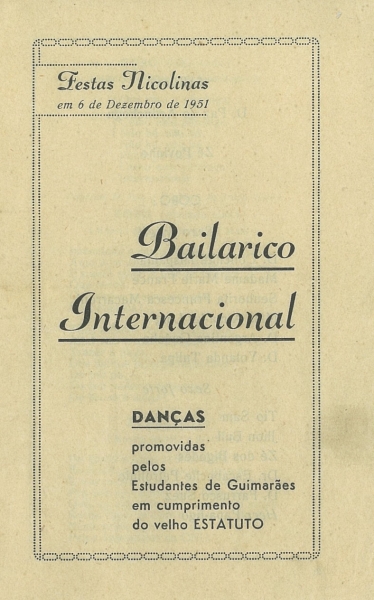 Festas Nicolinas
em 6 de Dezembro de 1951
Bailarico
Internacional
DANÇAS
promovidas
pelos
Estudantes de Guimarães
em cumprimento
do velho ESTATUTO